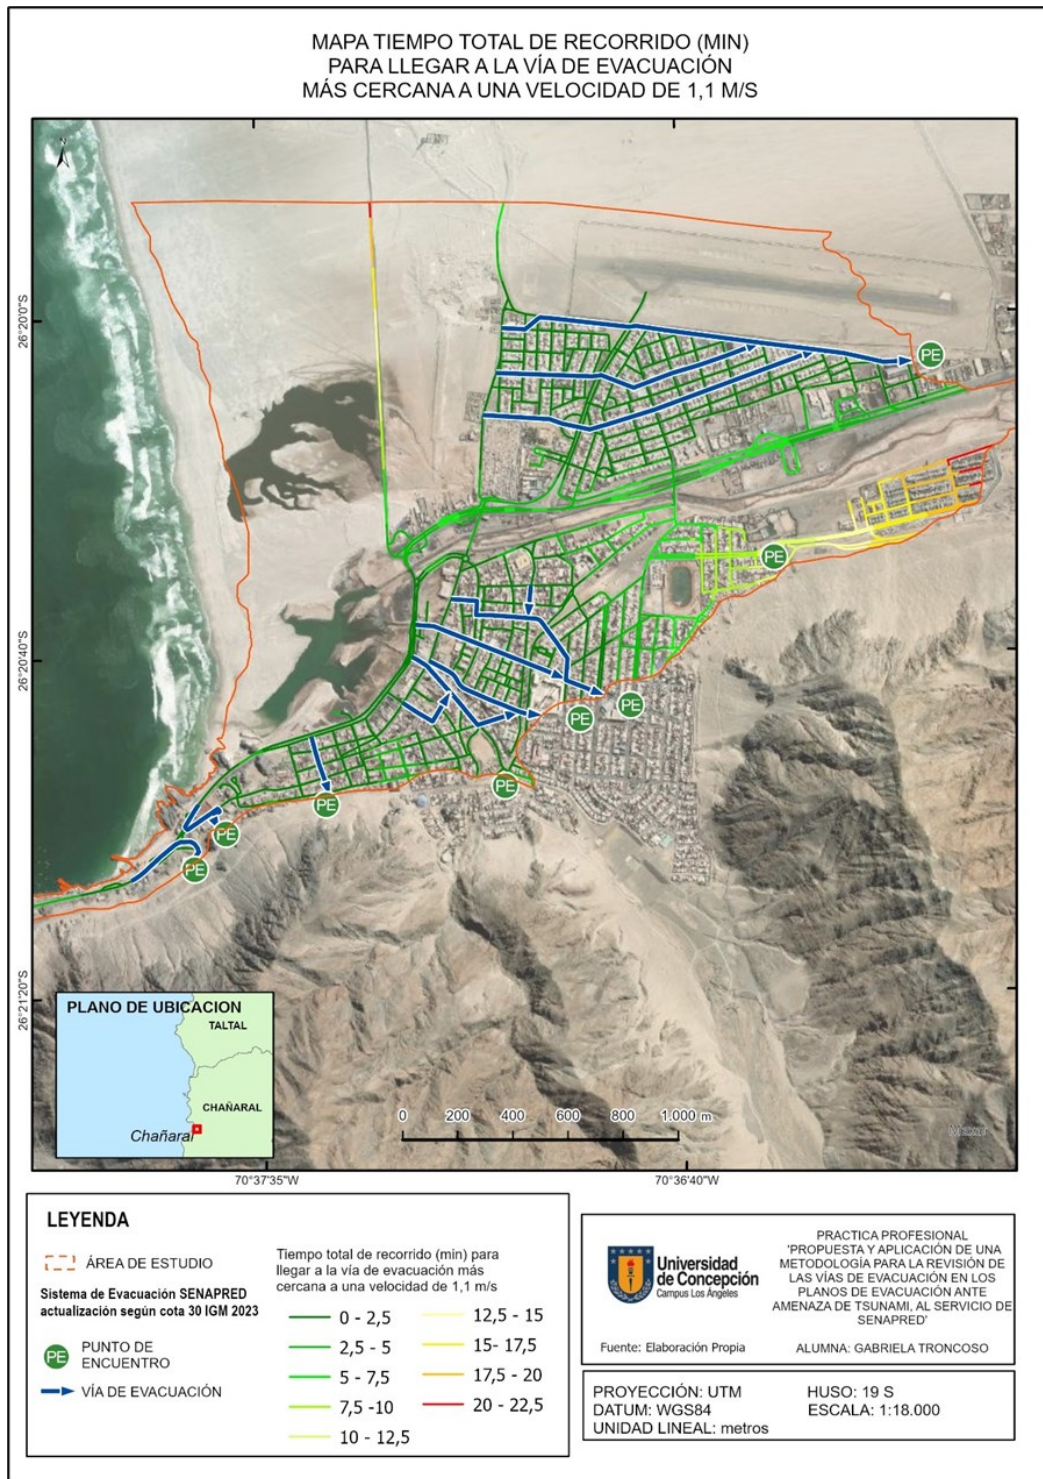 MAPA TIEMPO TOTAL DE RECORRIDO (MIN)
PARA LLEGAR A LA VÍA DE EVACUACIÓN
MÁS CERCANA A UNA VELOCIDAD DE 1,1 M/S
N
26°20'0"S
26°20'40"S
26°21'20"S
PE
PE
PE
PE
PE
PE
PE
PE
PLANO DE UBICACION
TALTAL
CHAÑARAL
Chañaral
0 200 400 600 800 1.000 m
Maxar
70°37'35"W
70°36'40"W
LEYENDA
ÁREA DE ESTUDIO
Sistema de Evacuación SENAPRED
actualización según cota 30 IGM 2023
PE
PUNTO DE
ENCUENTRO
VÍA DE EVACUACIÓN
Tiempo total de recorrido (min) para
llegar a la vía de evacuación más
cercana a una velocidad de 1,1 m/s
0 - 2,5
2,5 - 5
5 - 7,5
7,5 -10
10 - 12,5
12,5 - 15
15- 17,5
17,5 - 20
20 - 22,5
Universidad
de Concepción
Campus Los Ángeles
Fuente: Elaboración Propia
PRACTICA PROFESIONAL
'PROPUESTA Y APLICACIÓN DE UNA
METODOLOGÍA PARA LA REVISIÓN DE
LAS VÍAS DE EVACUACIÓN EN LOS
PLANOS DE EVACUACIÓN ANTE
AMENAZA DE TSUNAMI, AL SERVICIO DE
SENAPRED'
ALUMNA: GABRIELA TRONCOSO
PROYECCIÓN: UTM
DATUM: WGS84
UNIDAD LINEAL: metros
HUSO: 19 S
ESCALA: 1:18.000